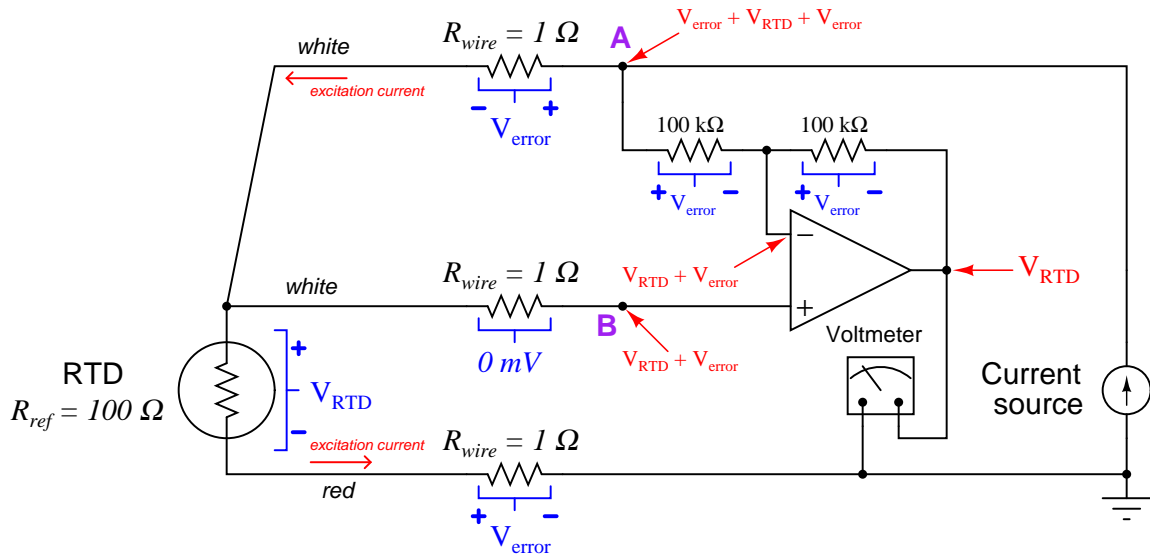 R_wire = 1 Ω
A
V_error + V_RTD + V_error
white
excitation current
− +
V_error
100 kΩ
100 kΩ
+ −
V_error
+ −
V_error
−
V_RTD + V_error
V_RTD
white
R_wire = 1 Ω
B
+
0 mV
V_RTD + V_error
Voltmeter
RTD
R_ref = 100 Ω
+
V_RTD
−
Current
source
excitation current
red
R_wire = 1 Ω
+ −
V_error